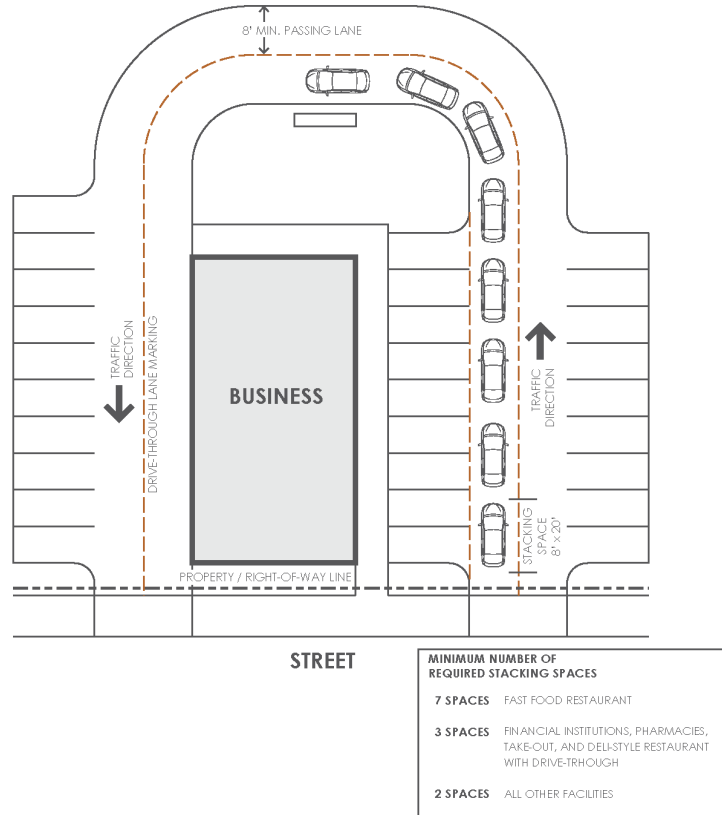 8' MIN. PASSING LANE
TRAFFIC
DIRECTION
DRIVE-THROUGH LANE MARKING
BUSINESS
TRAFFIC
DIRECTION
STACKING
SPACE
8' x 20'
PROPERTY / RIGHT-OF-WAY LINE
STREET
MINIMUM NUMBER OF
REQUIRED STACKING SPACES
7 SPACES FAST FOOD RESTAURANT
3 SPACES FINANCIAL INSTITUTIONS, PHARMACIES,
TAKE-OUT, AND DELI-STYLE RESTAURANT
WITH DRIVE-TRHOUGH
2 SPACES ALL OTHER FACILITIES